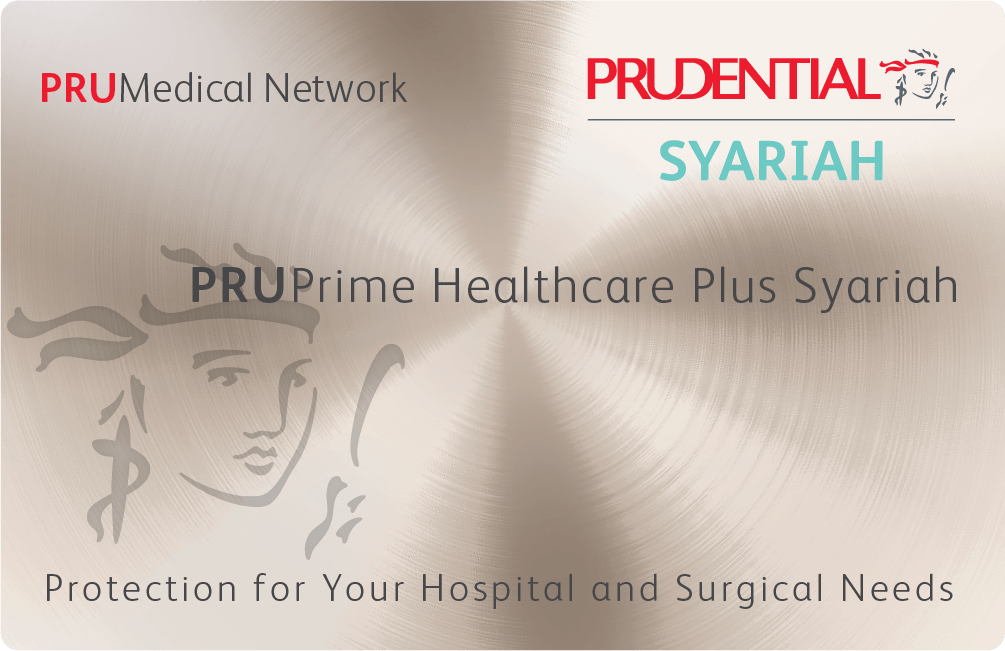 PRUMedical Network
PRUDENTIAL
SYARIAH
PRUPrime Healthcare Plus Syariah
Protection for Your Hospital and Surgical Needs